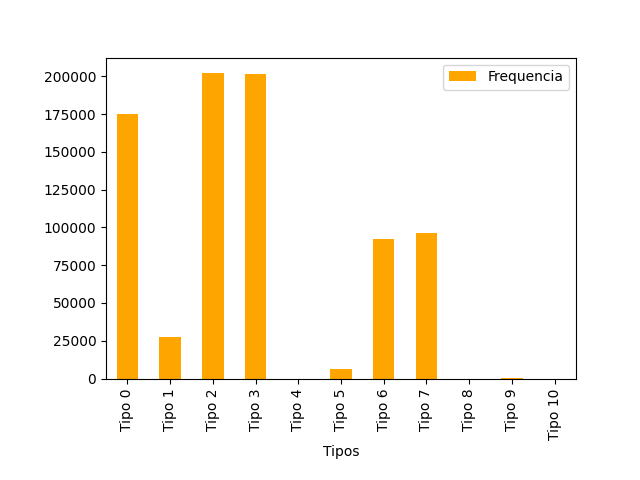 Frequencia
200000
175000
150000
125000
100000
75000
50000
25000
0
Tipo 0
Tipo 1
Tipo 2
Tipo 3
Tipo 4
Tipo 5
Tipo 6
Tipo 7
Tipo 8
Tipo 9
Tipo 10
Tipos